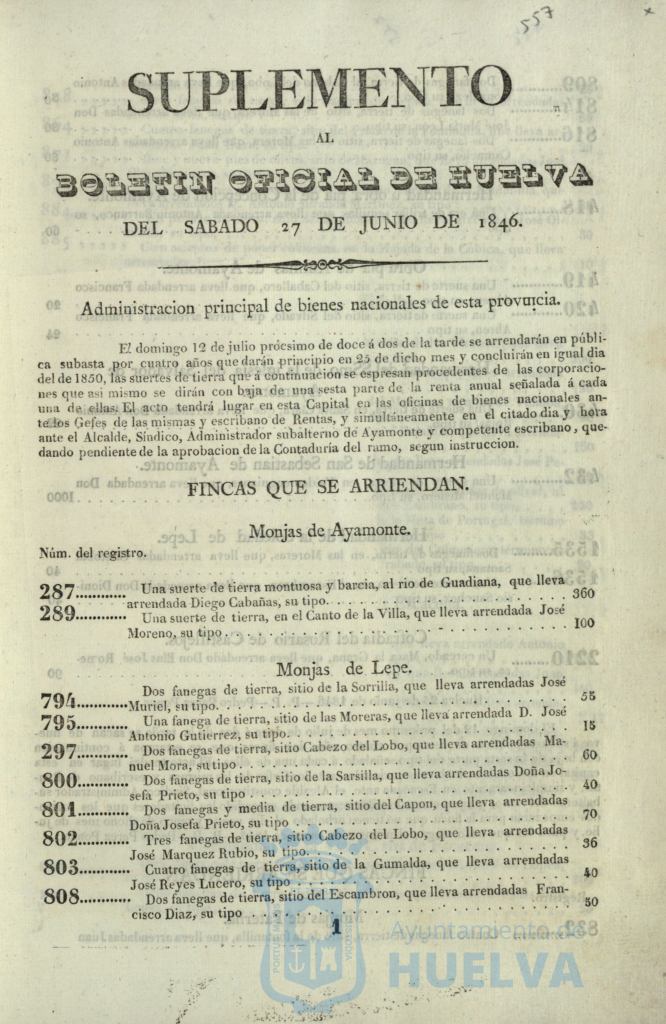 557
SUPLEMENTO
AL
BOLETIN OFICIAL DE HUELVA
DEL SABADO 27 DE JUNIO DE 1846.
Administracion principal de bienes nacionales de esta provincia.
El domingo 12 de julio prócsimo de doce á dos de la tarde se arrendarán en públi-
ca subasta por cuatro años que darán principio en 25 de dicho mes y concluirán en igual dia
del de 1850, las suertes de tierra que á continuación se espresan procedentes de las corporacio-
nes que asi mismo se dirán con baja de una sesta parte de la renta anual señalada á cada
una de ellas. El acto tendrá lugar en esta Capital en las oficinas de bienes nacionales an-
te los Gefes de las mismas y escribano de Rentas, y simultáneamente en el citado dia y hora
ante el Alcalde, Síndico, Administrador subalterno de Ayamonte y competente escribano, que-
dando pendiente de la aprobacion de la Contaduría del ramo, segun instruccion.
FINCAS QUE SE ARRIENDAN.
Monjas de Ayamonte.
Núm. del registro.
287............ Una suerte de tierra montuosa y barcia, al rio de Guadiana, que lleva
arrendada Diego Cabañas, su tipo. . . . . . . . . . . . . . . . . . 360
289............ Una suerte de tierra, en el Canto de la Villa, que lleva arrendada José
Moreno, su tipo . . . . . . . . . . . . . . . . . . . . . . . . 100
Monjas de Lepe.
794............ Dos fanegas de tierra, sitio de la Sorrilla, que lleva arrendadas José
Muriel, su tipo. . . . . . . . . . . . . . . . . . . . . . . . 55
795............ Una fanega de tierra, sitio de las Moreras, que lleva arrendada D. José
Antonio Gutierrez, su tipo. . . . . . . . . . . . . . . . . . . . 15
297............ Dos fanegas de tierra, sitio Cabezo del Lobo, que lleva arrendadas Ma-
nuel Mora, su tipo . . . . . . . . . . . . . . . . . . . . . . 60
800............ Dos fanegas de tierra, sitio de la Sarsilla, que lleva arrendadas Doña Jo-
sefa Prieto, su tipo . . . . . . . . . . . . . . . . . . . . . . 40
801............ Dos fanegas y media de tierra, sitio del Capon, que lleva arrendadas
Doña Josefa Prieto, su tipo . . . . . . . . . . . . . . . . . . . 70
802............ Tres fanegas de tierra, sitio Cabezo del Lobo, que lleva arrendadas
José Marquez Rubio, su tipo. . . . . . . . . . . . . . . . . . . 36
803............ Cuatro fanegas de tierra, sitio de la Gumalda, que lleva arrendadas
José Reyes Lucero, su tipo . . . . . . . . . . . . . . . . . . . 40
808............ Dos fanegas de tierra, sitio del Escambron, que lleva arrendadas Fran-
cisco Diaz, su tipo . . . . . . . . . . . . . . . . . . . . . . 50
1
Ayuntamiento de
HUELVA